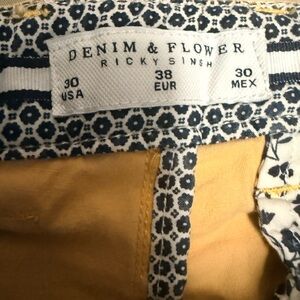 DENIM & FLOWER
RICKY SINGH
30 38 30
USA EUR MEX